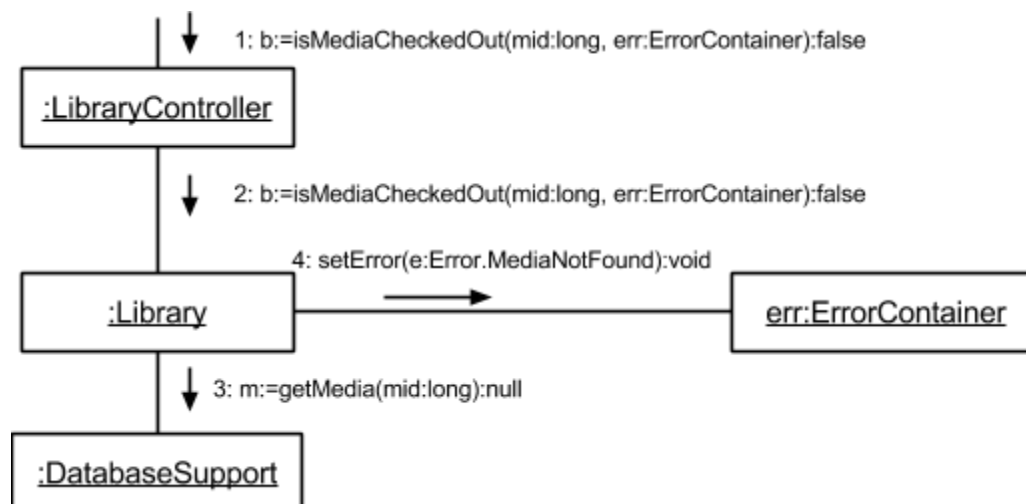 1: b:=isMediaCheckedOut(mid:long, err:ErrorContainer):false
:LibraryController
2: b:=isMediaCheckedOut(mid:long, err:ErrorContainer):false
4: setError(e:Error.MediaNotFound):void
:Library
err:ErrorContainer
3: m:=getMedia(mid:long):null
:DatabaseSupport